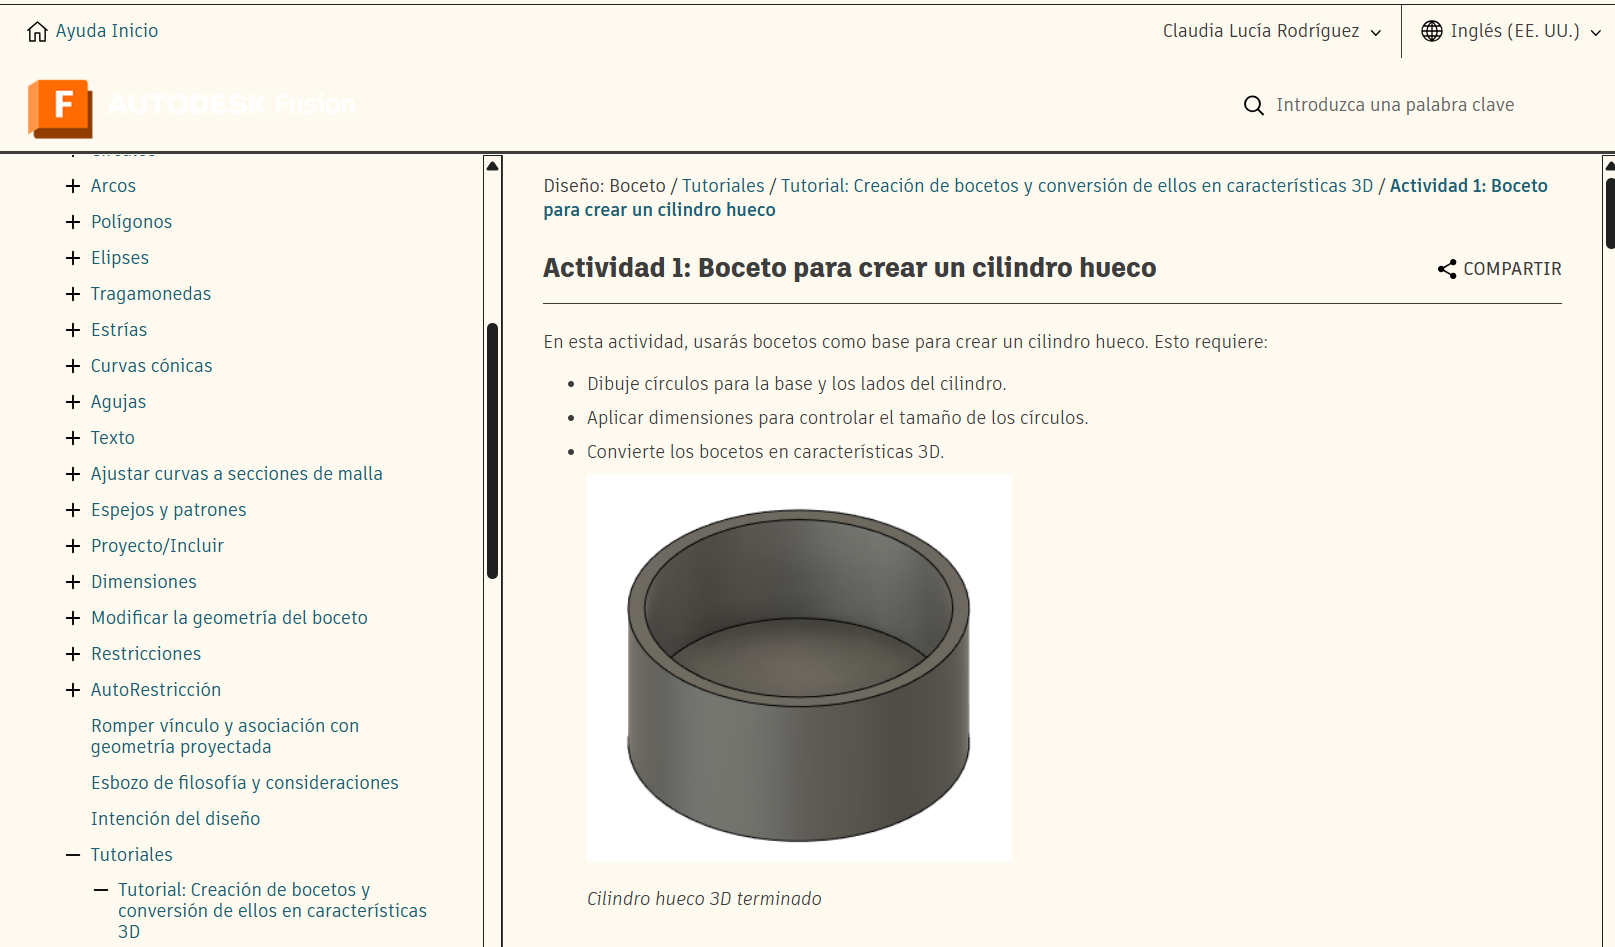 Ayuda Inicio
Claudia Lucía Rodríguez
Inglés (EE. UU.)
F
AUTODESK Fusion
Introduzca una palabra clave
Arcos
Polígonos
Elipses
Tragamonedas
Estrías
Curvas cónicas
Agujas
Texto
Ajustar curvas a secciones de malla
Espejos y patrones
Proyecto/Incluir
Dimensiones
Modificar la geometría del boceto
Restricciones
AutoRestricción
Romper vínculo y asociación con
geometría proyectada
Esbozo de filosofía y consideraciones
Intención del diseño
Tutoriales
Tutorial: Creación de bocetos y
conversión de ellos en características
3D
Diseño: Boceto / Tutoriales / Tutorial: Creación de bocetos y conversión de ellos en características 3D / Actividad 1: Boceto
para crear un cilindro hueco
Actividad 1: Boceto para crear un cilindro hueco
COMPARTIR
En esta actividad, usarás bocetos como base para crear un cilindro hueco. Esto requiere:
• Dibuje círculos para la base y los lados del cilindro.
• Aplicar dimensiones para controlar el tamaño de los círculos.
• Convierte los bocetos en características 3D.
Cilindro hueco 3D terminado